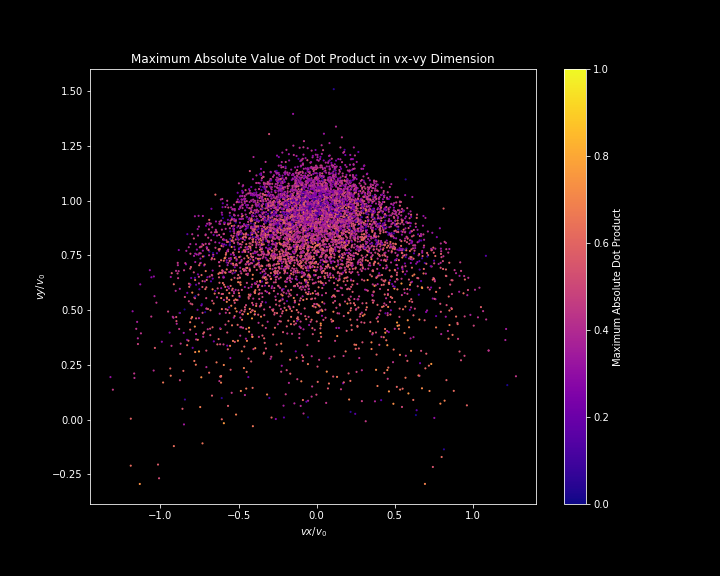 Maximum Absolute Value of Dot Product in vx-vy Dimension
1.50
1.25
1.00
0.75
0.50
0.25
0.00
−0.25
vy/v₀
−1.0 −0.5 0.0 0.5 1.0
vx/v₀
1.0
0.8
0.6
0.4
0.2
0.0
Maximum Absolute Dot Product